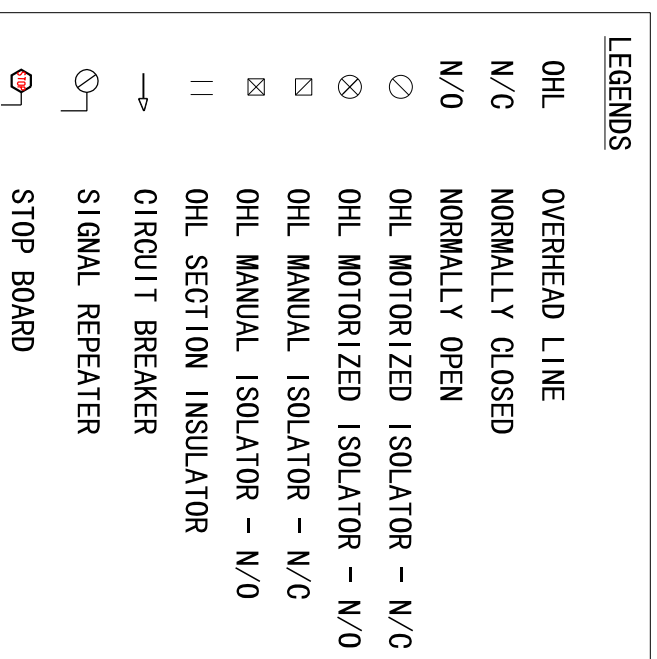 LEGENDS
OHL OVERHEAD LINE
N/C NORMALLY CLOSED
N/O NORMALLY OPEN
OHL MOTORIZED ISOLATOR - N/C
OHL MOTORIZED ISOLATOR - N/O
OHL MANUAL ISOLATOR - N/C
OHL MANUAL ISOLATOR - N/O
OHL SECTION INSULATOR
CIRCUIT BREAKER
SIGNAL REPEATER
STOP STOP BOARD